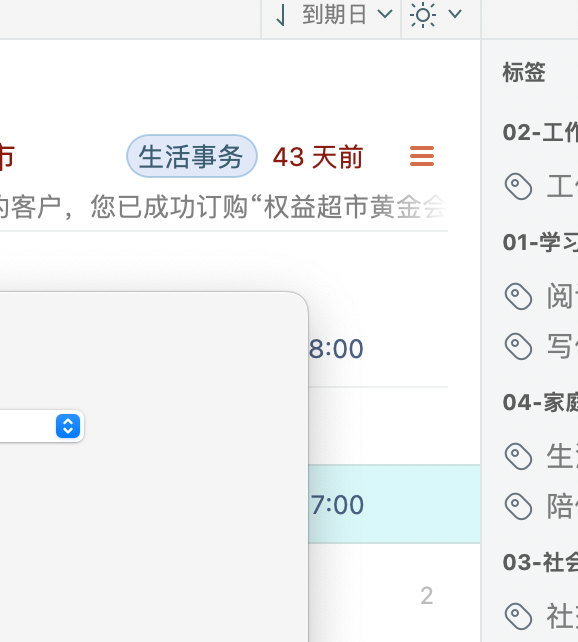 到期日
标签
市
生活事务
43 天前
02-工作
的客户，您已成功订购“权益超市黄金会
工
01-学习
阅
8:00
写
04-家庭
生
7:00
陪
03-社会
2
社